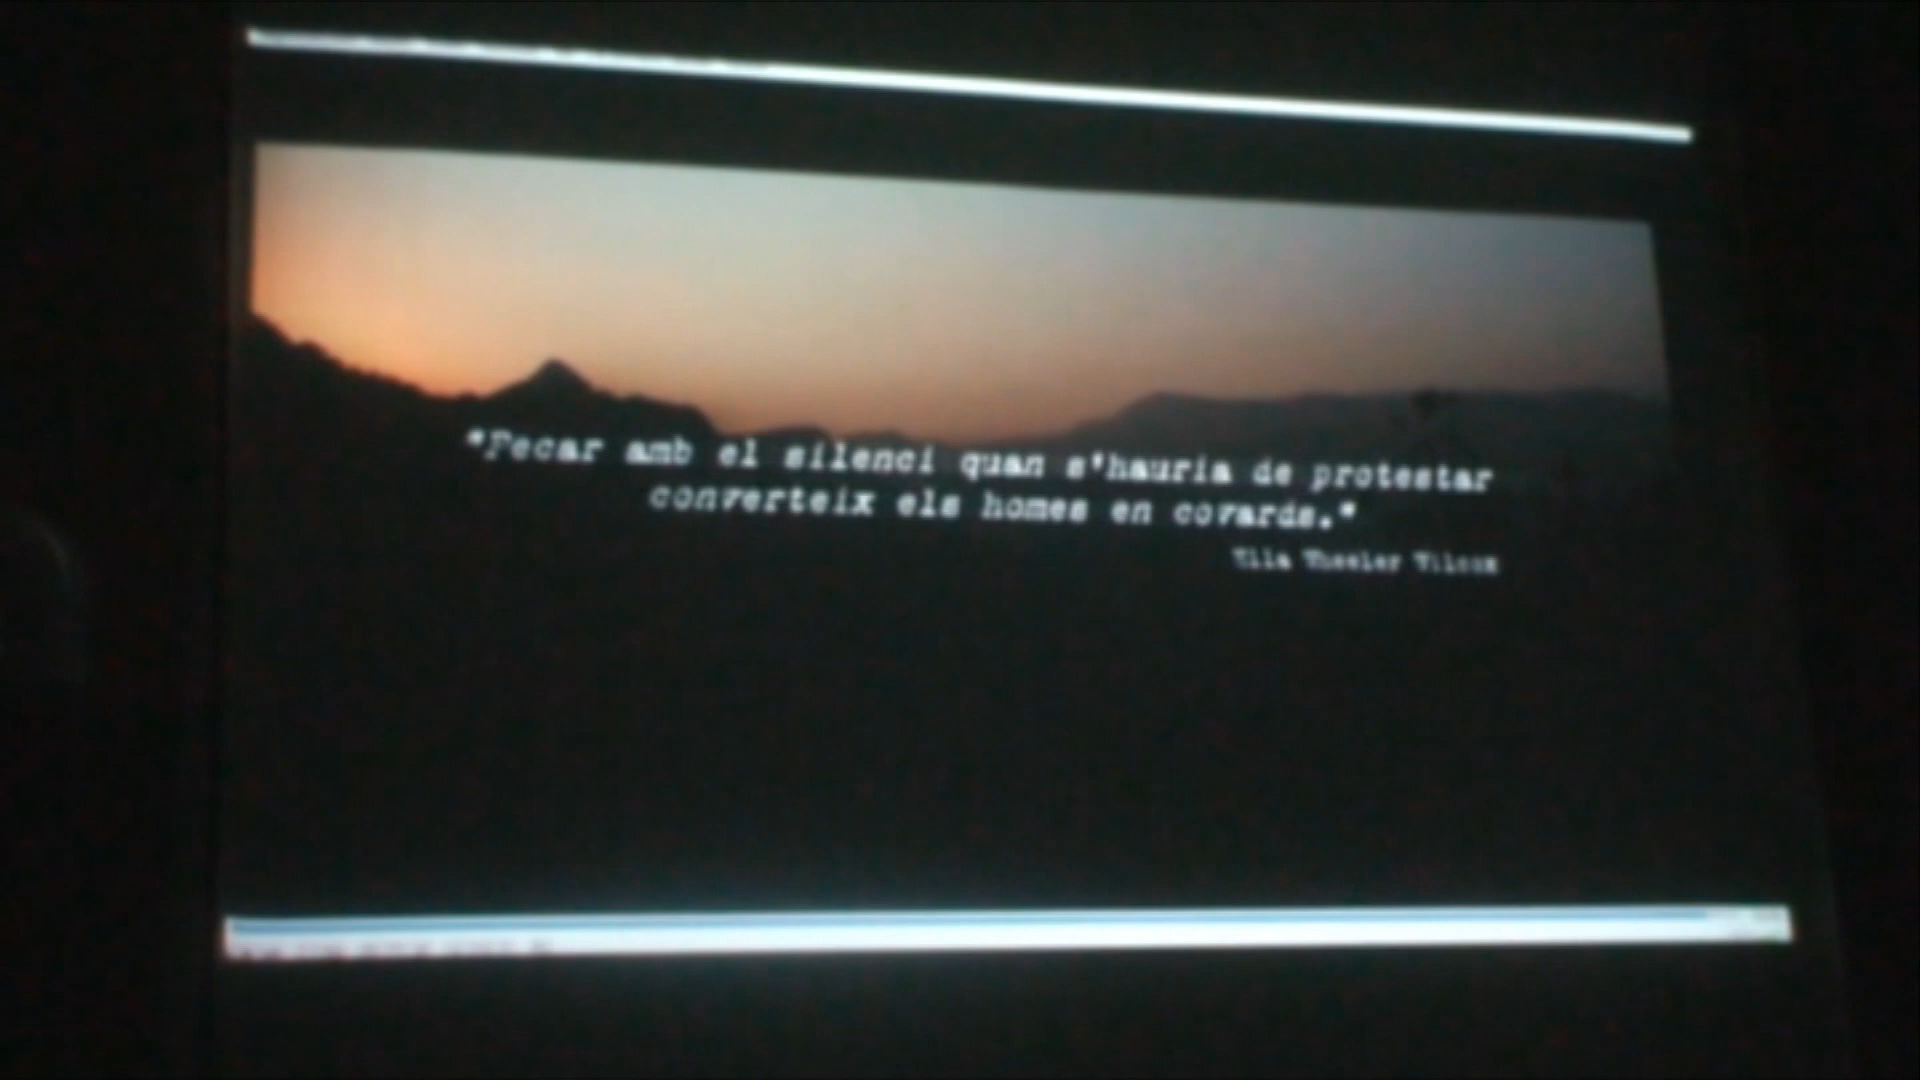 "Pecar amb el silenci quan s'hauria de protestar
converteix els homes en covards."
Ella Wheeler Wilcox